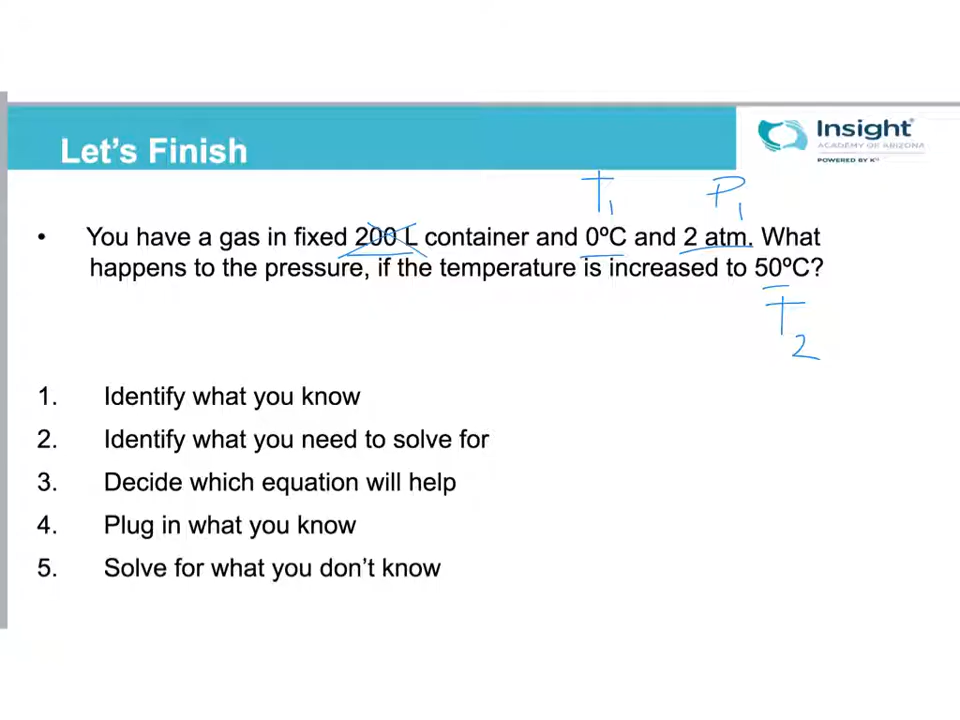 Let's Finish
Insight
ACADEMY OF ARIZONA
POWERED BY K¹²
T1
P1
• You have a gas in fixed 200 L container and 0ºC and 2 atm. What
happens to the pressure, if the temperature is increased to 50ºC?
T2
1. Identify what you know
2. Identify what you need to solve for
3. Decide which equation will help
4. Plug in what you know
5. Solve for what you don't know